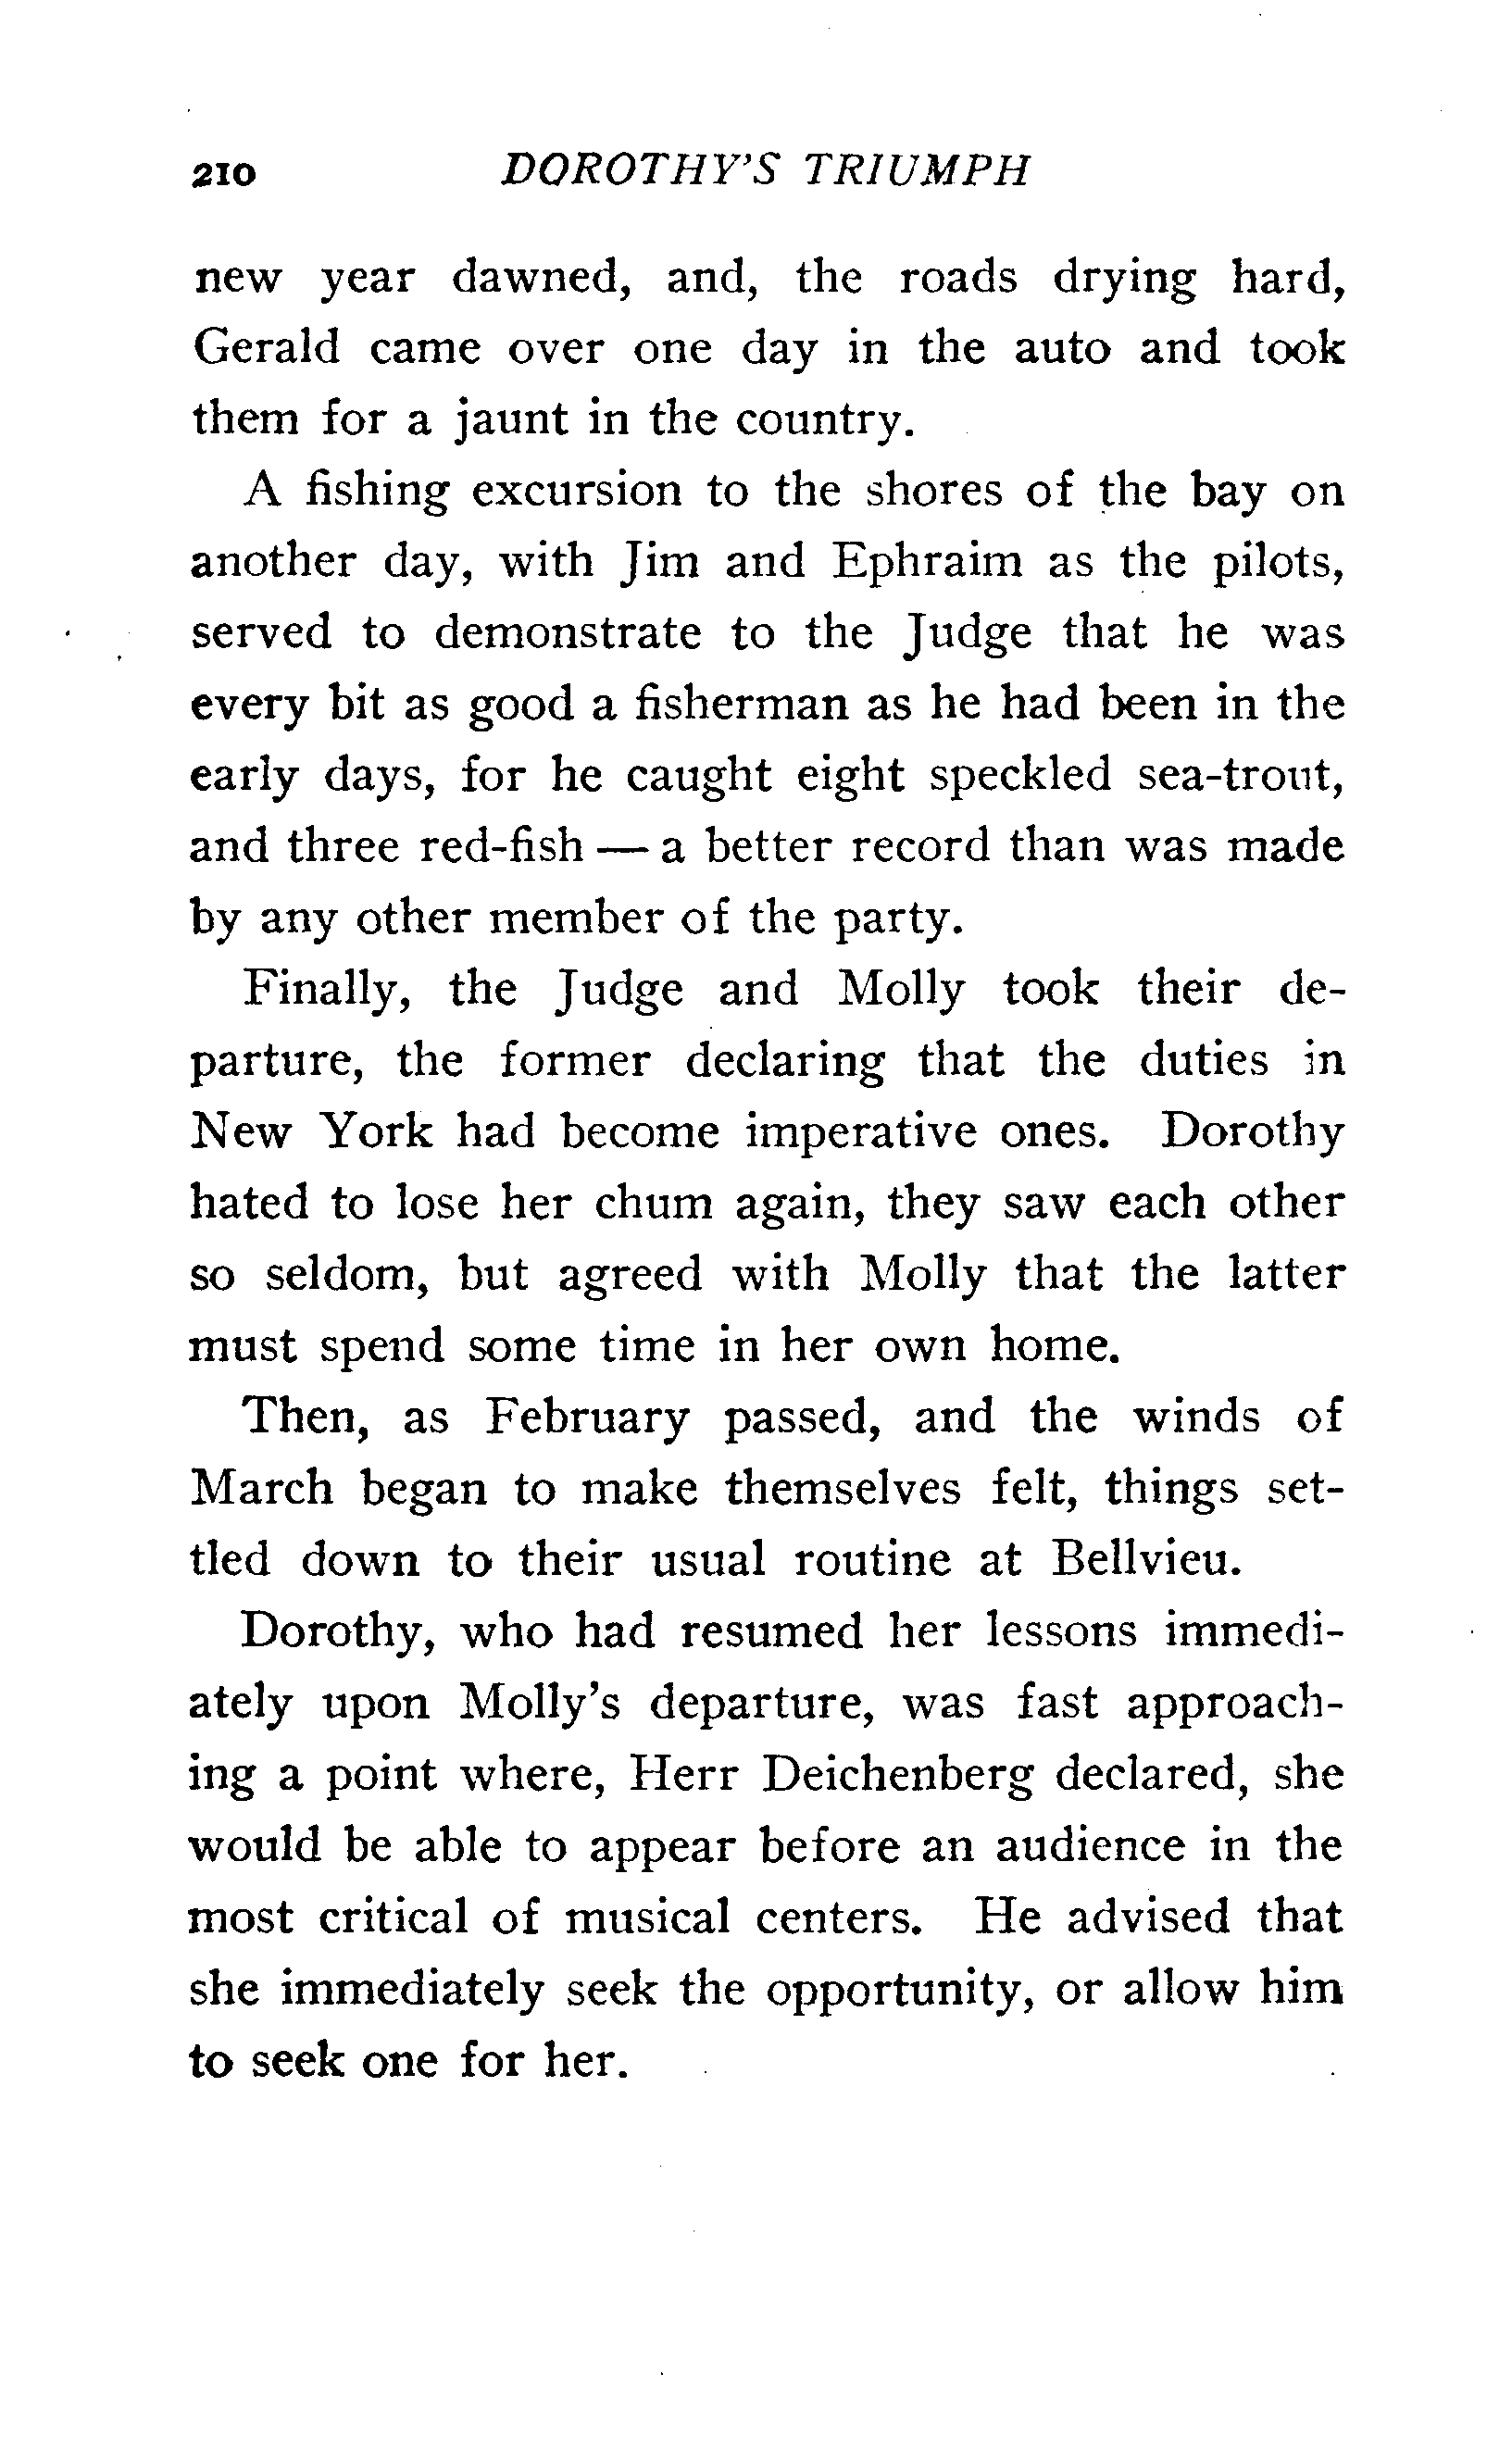 210 DOROTHY'S TRIUMPH
new year dawned, and, the roads drying hard,
Gerald came over one day in the auto and took
them for a jaunt in the country.
A fishing excursion to the shores of the bay on
another day, with Jim and Ephraim as the pilots,
served to demonstrate to the Judge that he was
every bit as good a fisherman as he had been in the
early days, for he caught eight speckled sea-trout,
and three red-fish — a better record than was made
by any other member of the party.
Finally, the Judge and Molly took their de-
parture, the former declaring that the duties in
New York had become imperative ones. Dorothy
hated to lose her chum again, they saw each other
so seldom, but agreed with Molly that the latter
must spend some time in her own home.
Then, as February passed, and the winds of
March began to make themselves felt, things set-
tled down to their usual routine at Bellvieu.
Dorothy, who had resumed her lessons immedi-
ately upon Molly's departure, was fast approach-
ing a point where, Herr Deichenberg declared, she
would be able to appear before an audience in the
most critical of musical centers. He advised that
she immediately seek the opportunity, or allow him
to seek one for her.